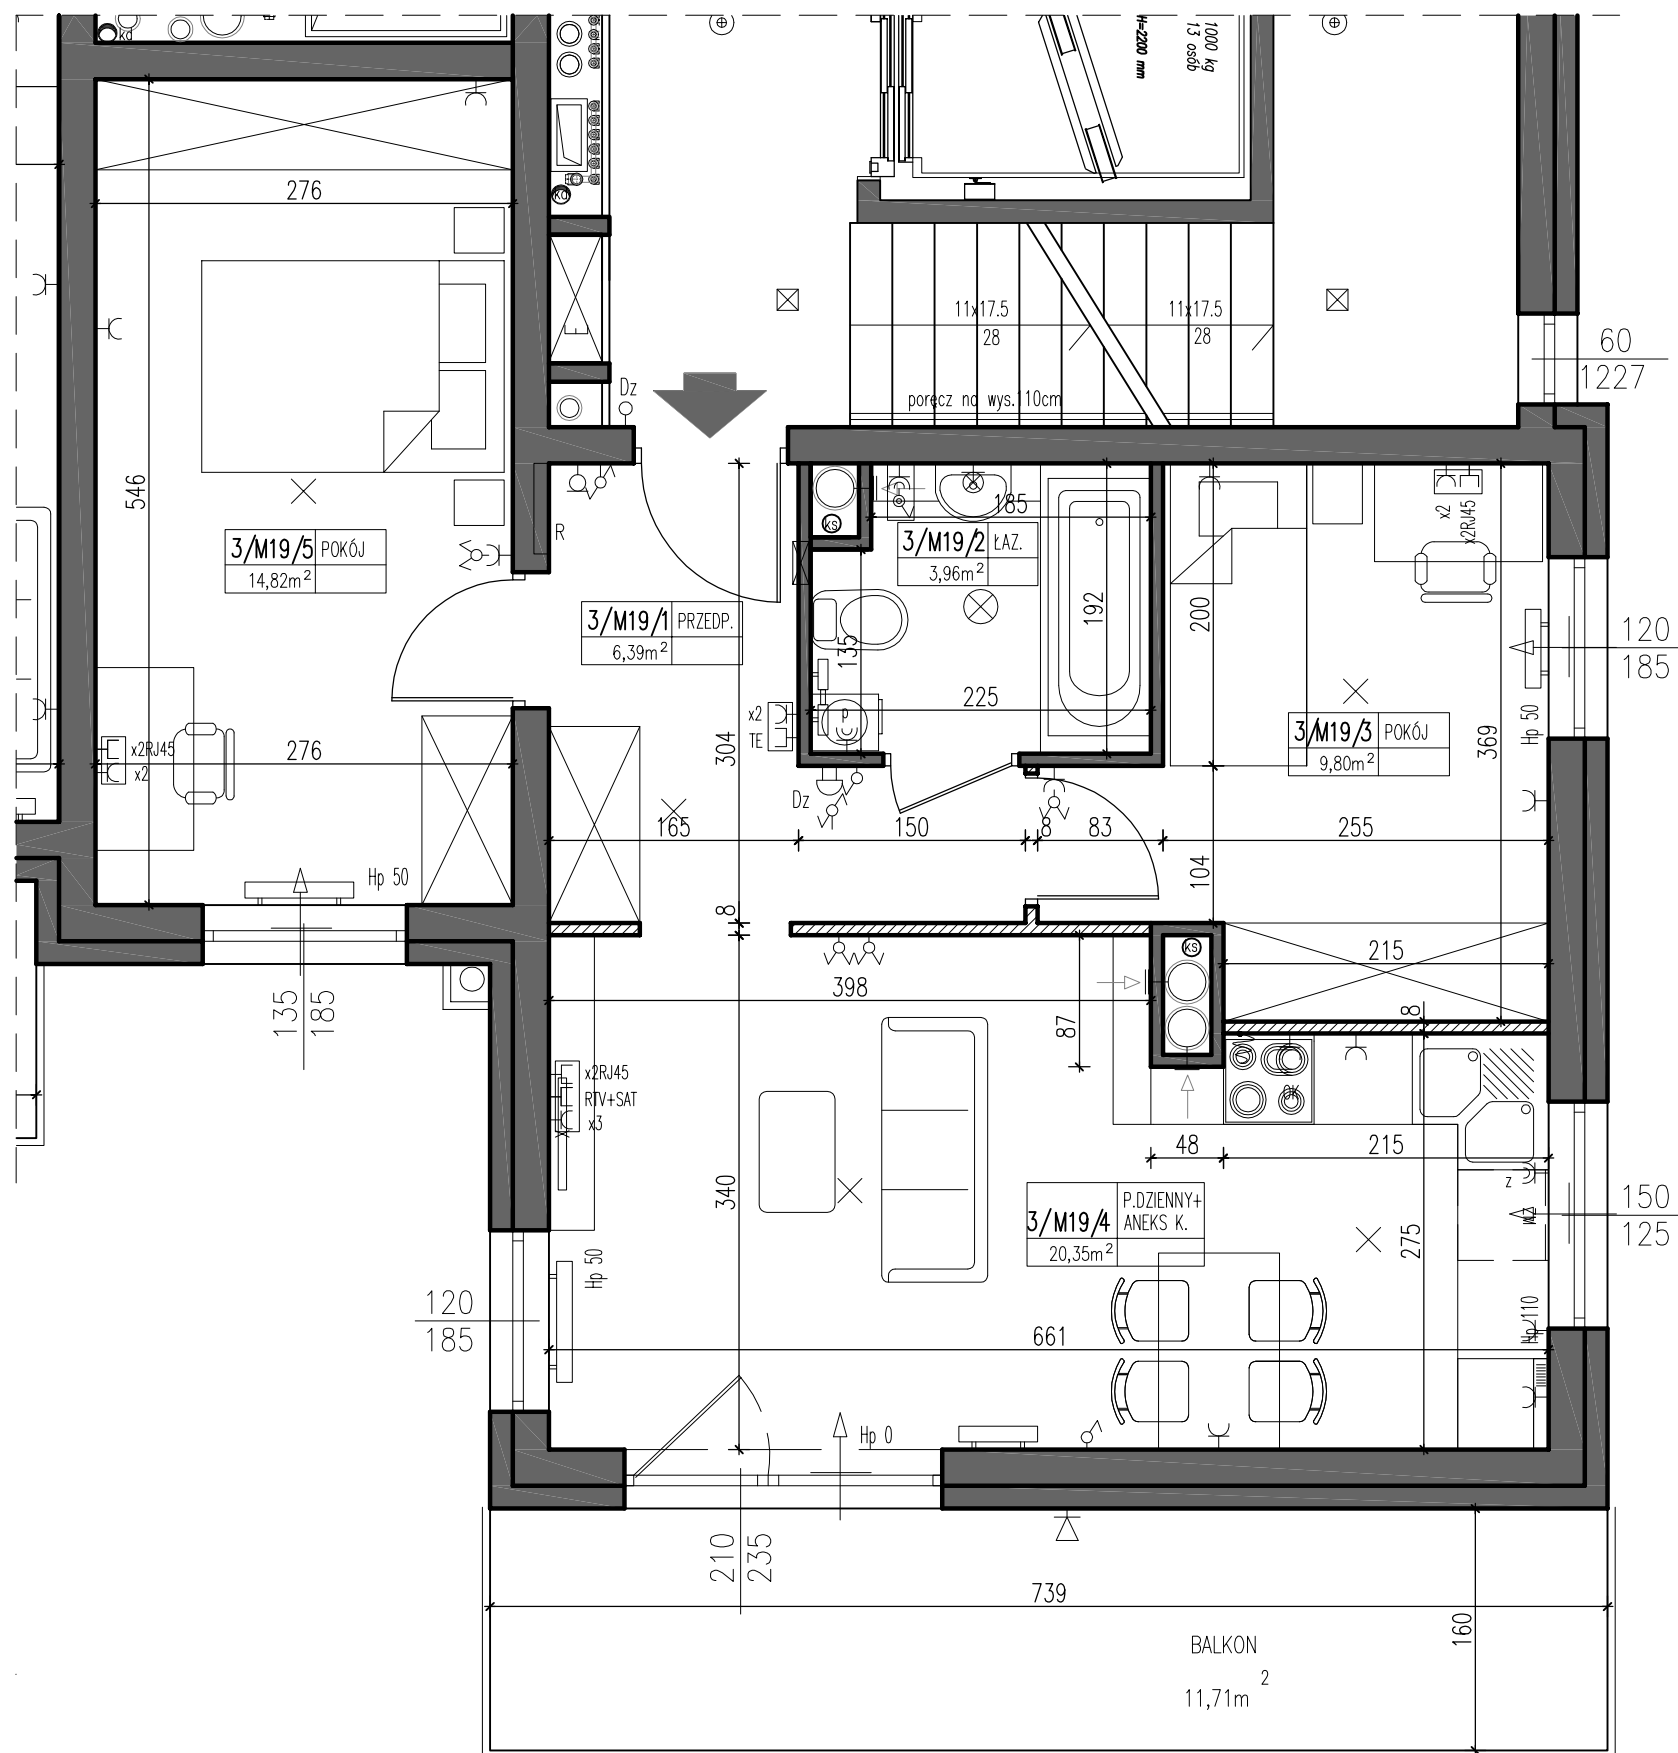 kd
1000 kg
13 osób
H=2200 mm
276
kd
11x17.5
28
11x17.5
28
60
1227
poręcz na wys.110cm
Dz
546
R
3/M19/5 POKÓJ
14,82m²
185
ks
x2
x2RJ45
3/M19/2 ŁAZ.
3,96m²
192
200
135
3/M19/1 PRZEDP.
6,39m²
120
185
225
p
x2
TE
304
Hp 50
369
3/M19/3 POKÓJ
9,80m²
x2RJ45
x2
276
Dz
165
150
8
83
255
104
Hp 50
8
ks
215
398
135
185
87
8
x2RJ45
RTV+SAT
x3
OK
48
215
340
3/M19/4 P.DZIENNY+
ANEKS K.
20,35m²
z
150
125
275
Hp 50
Hp 110
120
185
661
Hp 0
210
235
739
160
BALKON
11,71m²